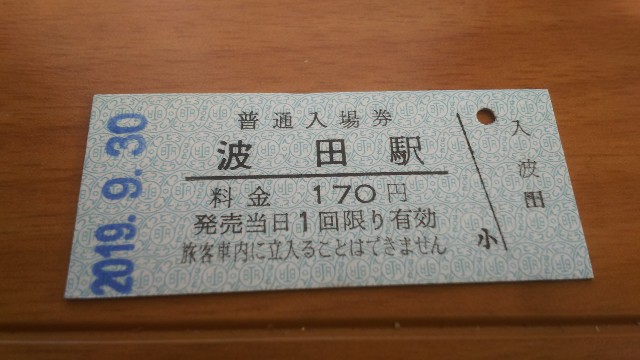 2019.9.30
普通入場券
波田駅
料金 170円
発売当日1回限り有効
旅客車内に立入ることはできません
小
入
波田